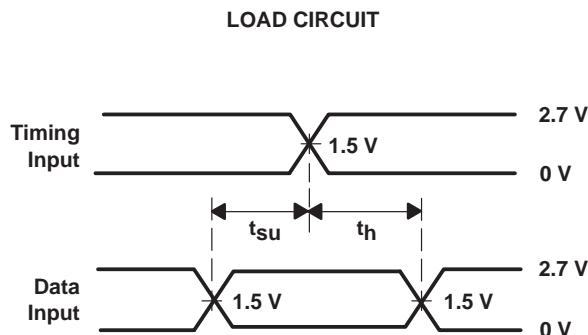 LOAD CIRCUIT
Timing
Input
1.5 V
2.7 V
0 V
tsu
th
Data
Input
1.5 V
1.5 V
2.7 V
0 V